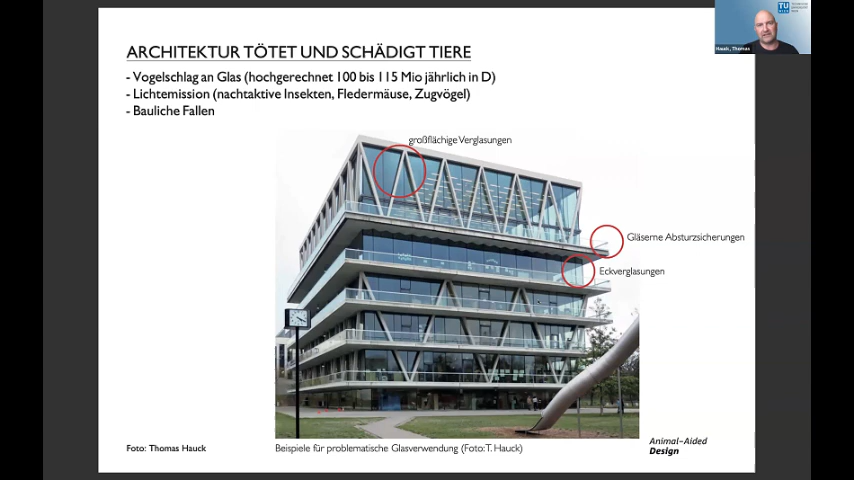 ARCHITEKTUR TÖTET UND SCHÄDIGT TIERE
- Vogelschlag an Glas (hochgerechnet 100 bis 115 Mio jährlich in D)
- Lichtemission (nachtaktive Insekten, Fledermäuse, Zugvögel)
- Bauliche Fallen
großflächige Verglasungen
Gläserne Absturzsicherungen
Eckverglasungen
Foto: Thomas Hauck
Beispiele für problematische Glasverwendung (Foto:T. Hauck)
Animal-Aided
Design
Hauck, Thomas
TU